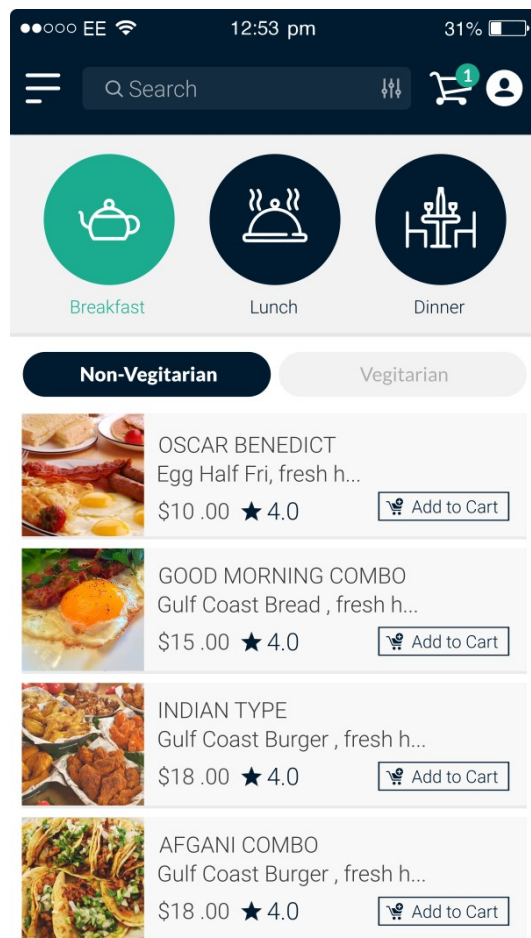 EE 12:53 pm 31%
Search 1
Breakfast Lunch Dinner
Non-Vegitarian Vegitarian
OSCAR BENEDICT
Egg Half Fri, fresh h...
$10 .00 ★ 4.0 Add to Cart
GOOD MORNING COMBO
Gulf Coast Bread , fresh h...
$15 .00 ★ 4.0 Add to Cart
INDIAN TYPE
Gulf Coast Burger , fresh h...
$18 .00 ★ 4.0 Add to Cart
AFGANI COMBO
Gulf Coast Burger , fresh h...
$18 .00 ★ 4.0 Add to Cart